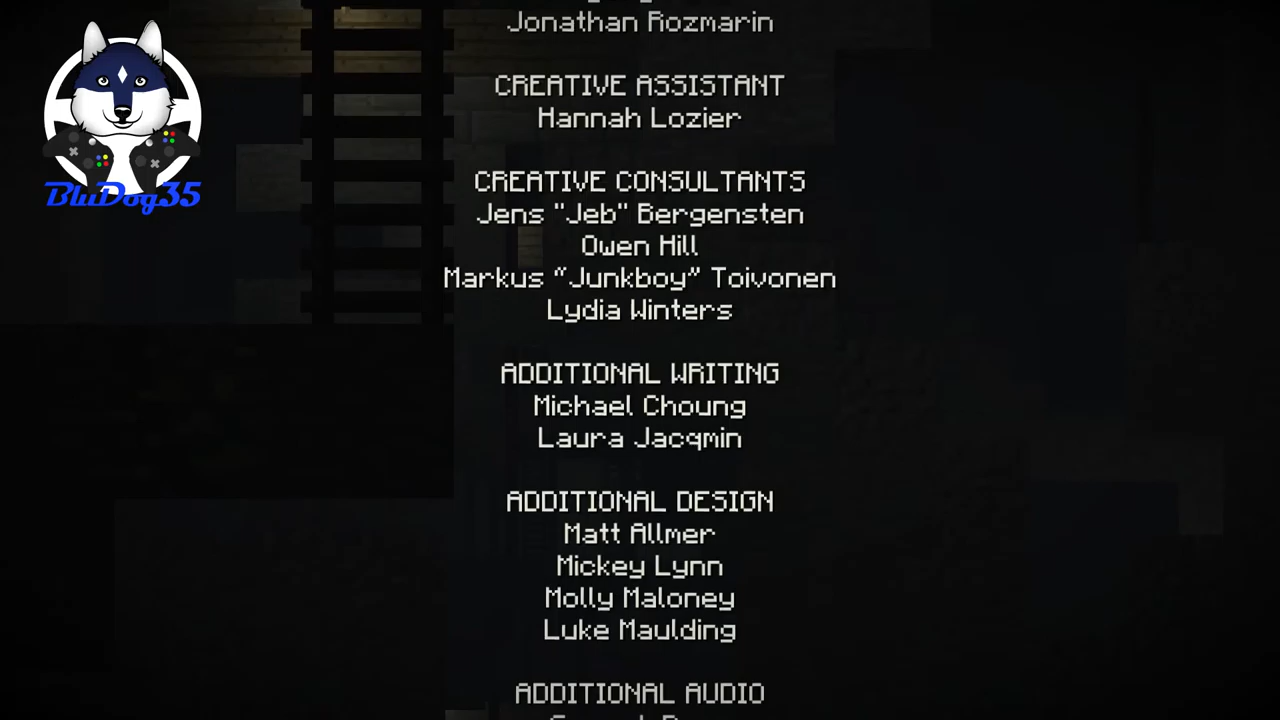 Jonathan Rozmarin
BluDog35
CREATIVE ASSISTANT
Hannah Lozier
CREATIVE CONSULTANTS
Jens "Jeb" Bergensten
Owen Hill
Markus “Junkboy” Toivonen
Lydia Winters
ADDITIONAL WRITING
Michael Choung
Laura Jacqmin
ADDITIONAL DESIGN
Matt Allmer
Mickey Lynn
Molly Maloney
Luke Maulding
ADDITIONAL AUDIO